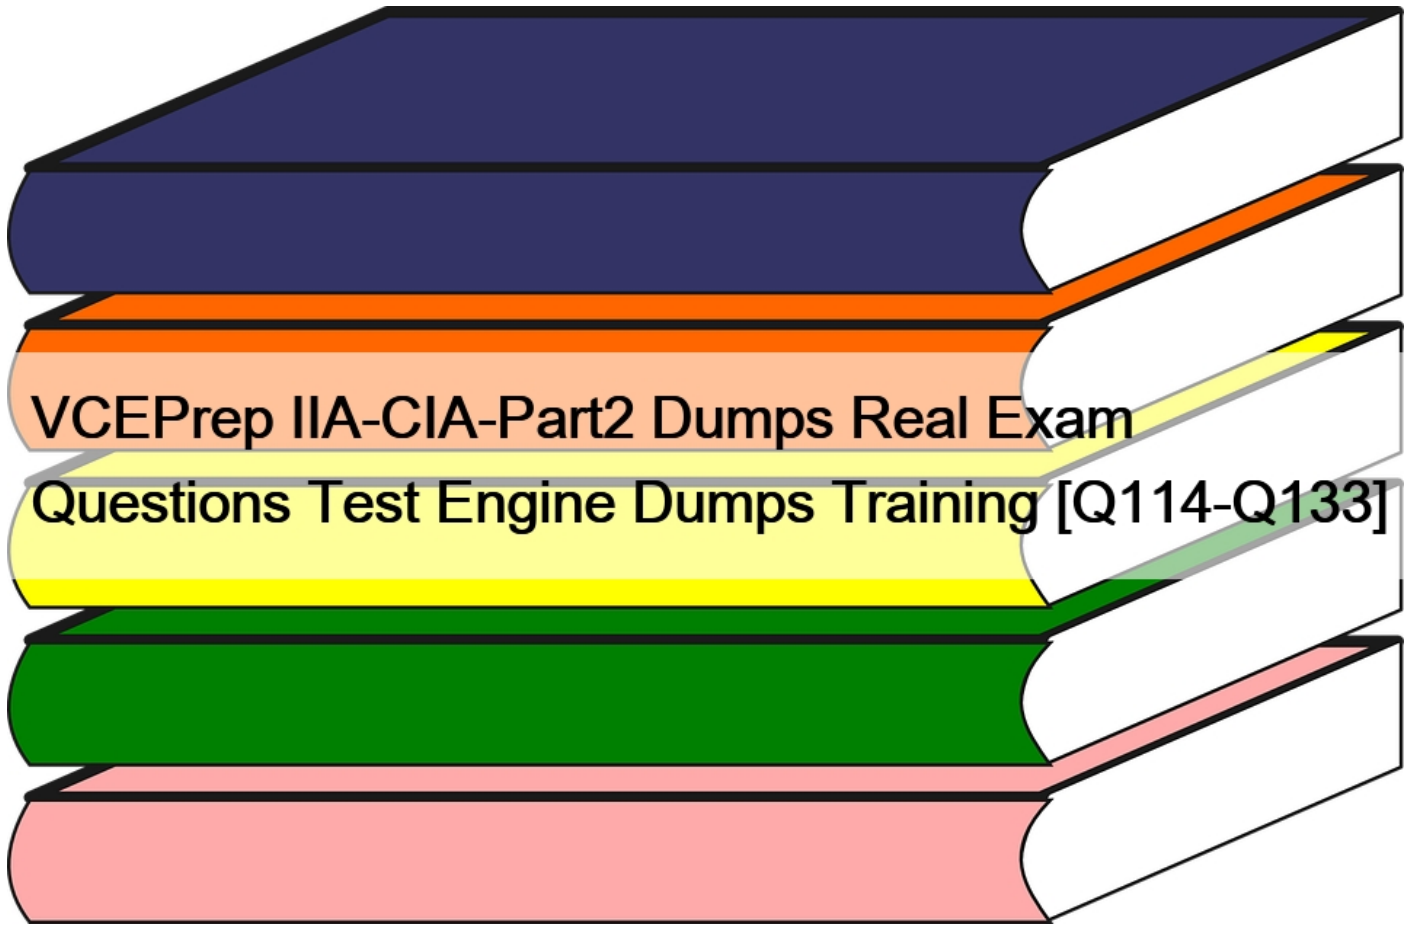 VCEPrep IIA-CIA-Part2 Dumps Real Exam
Questions Test Engine Dumps Training [Q114-Q133]